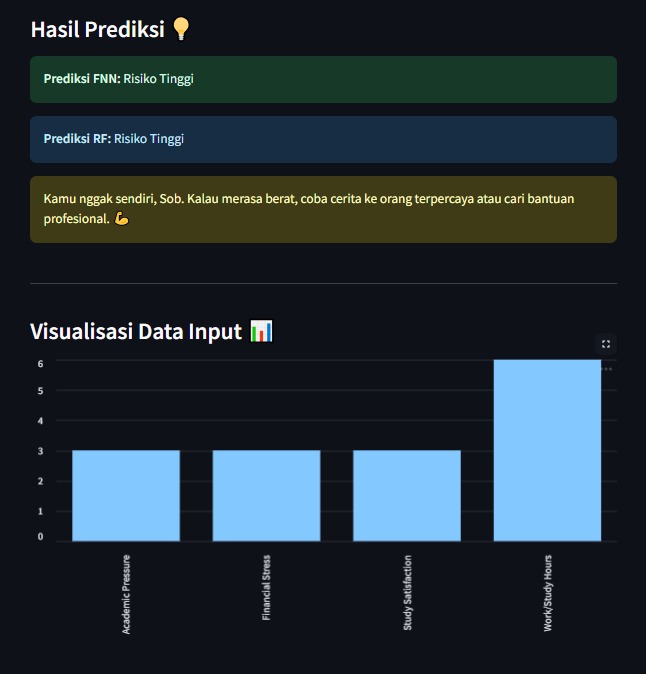 Hasil Prediksi 💡
Prediksi FNN: Risiko Tinggi
Prediksi RF: Risiko Tinggi
Kamu nggak sendiri, Sob. Kalau merasa berat, coba cerita ke orang terpercaya atau cari bantuan
profesional. 💪
Visualisasi Data Input 📊
6
5
4
3
2
1
0
Academic Pressure
Financial Stress
Study Satisfaction
Work/Study Hours